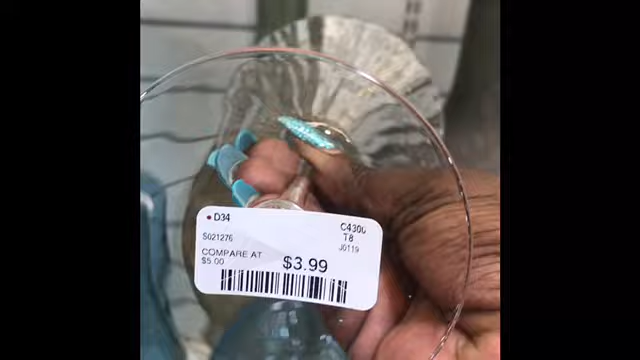 D34
C4300
S021276
T8
J0119
COMPARE AT
$5.00
$3.99